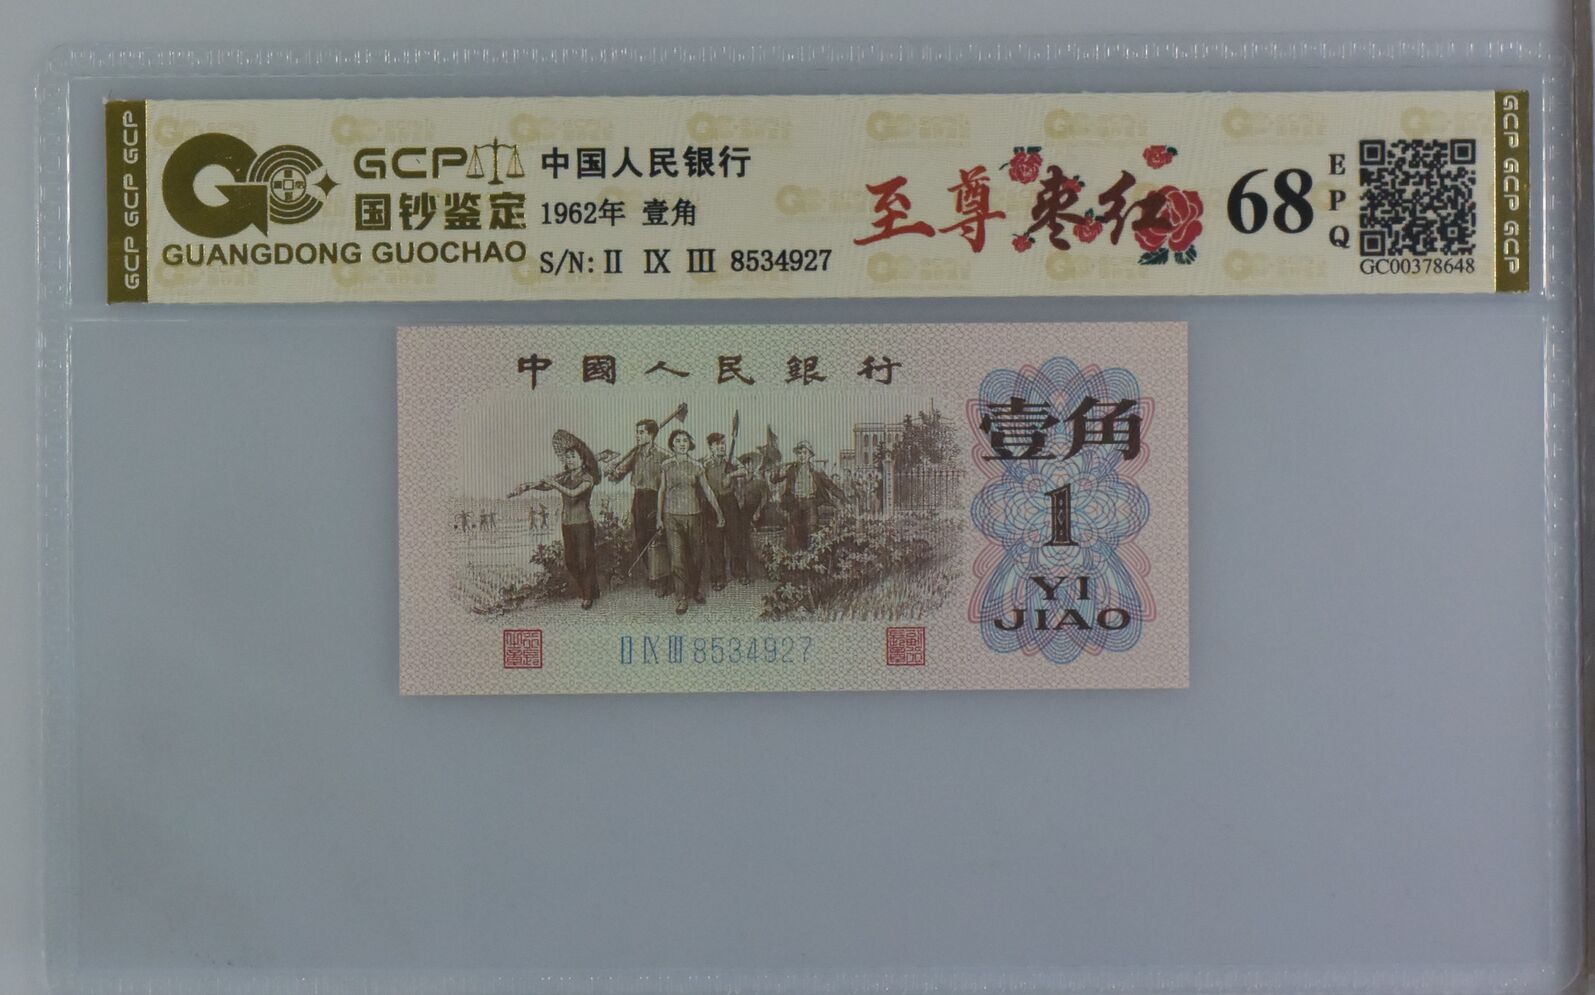 GCP GCP
GCP
国钞鉴定
GUANGDONG GUOCHAO
中国人民银行
1962年 壹角
S/N: Ⅱ Ⅸ Ⅲ 8534927
至尊枣红
68
EPQ
GC00378648
GCP GCP GCP GCP
中國人民銀行
壹角
1
YI
JIAO
Ⅱ Ⅸ Ⅲ 8534927